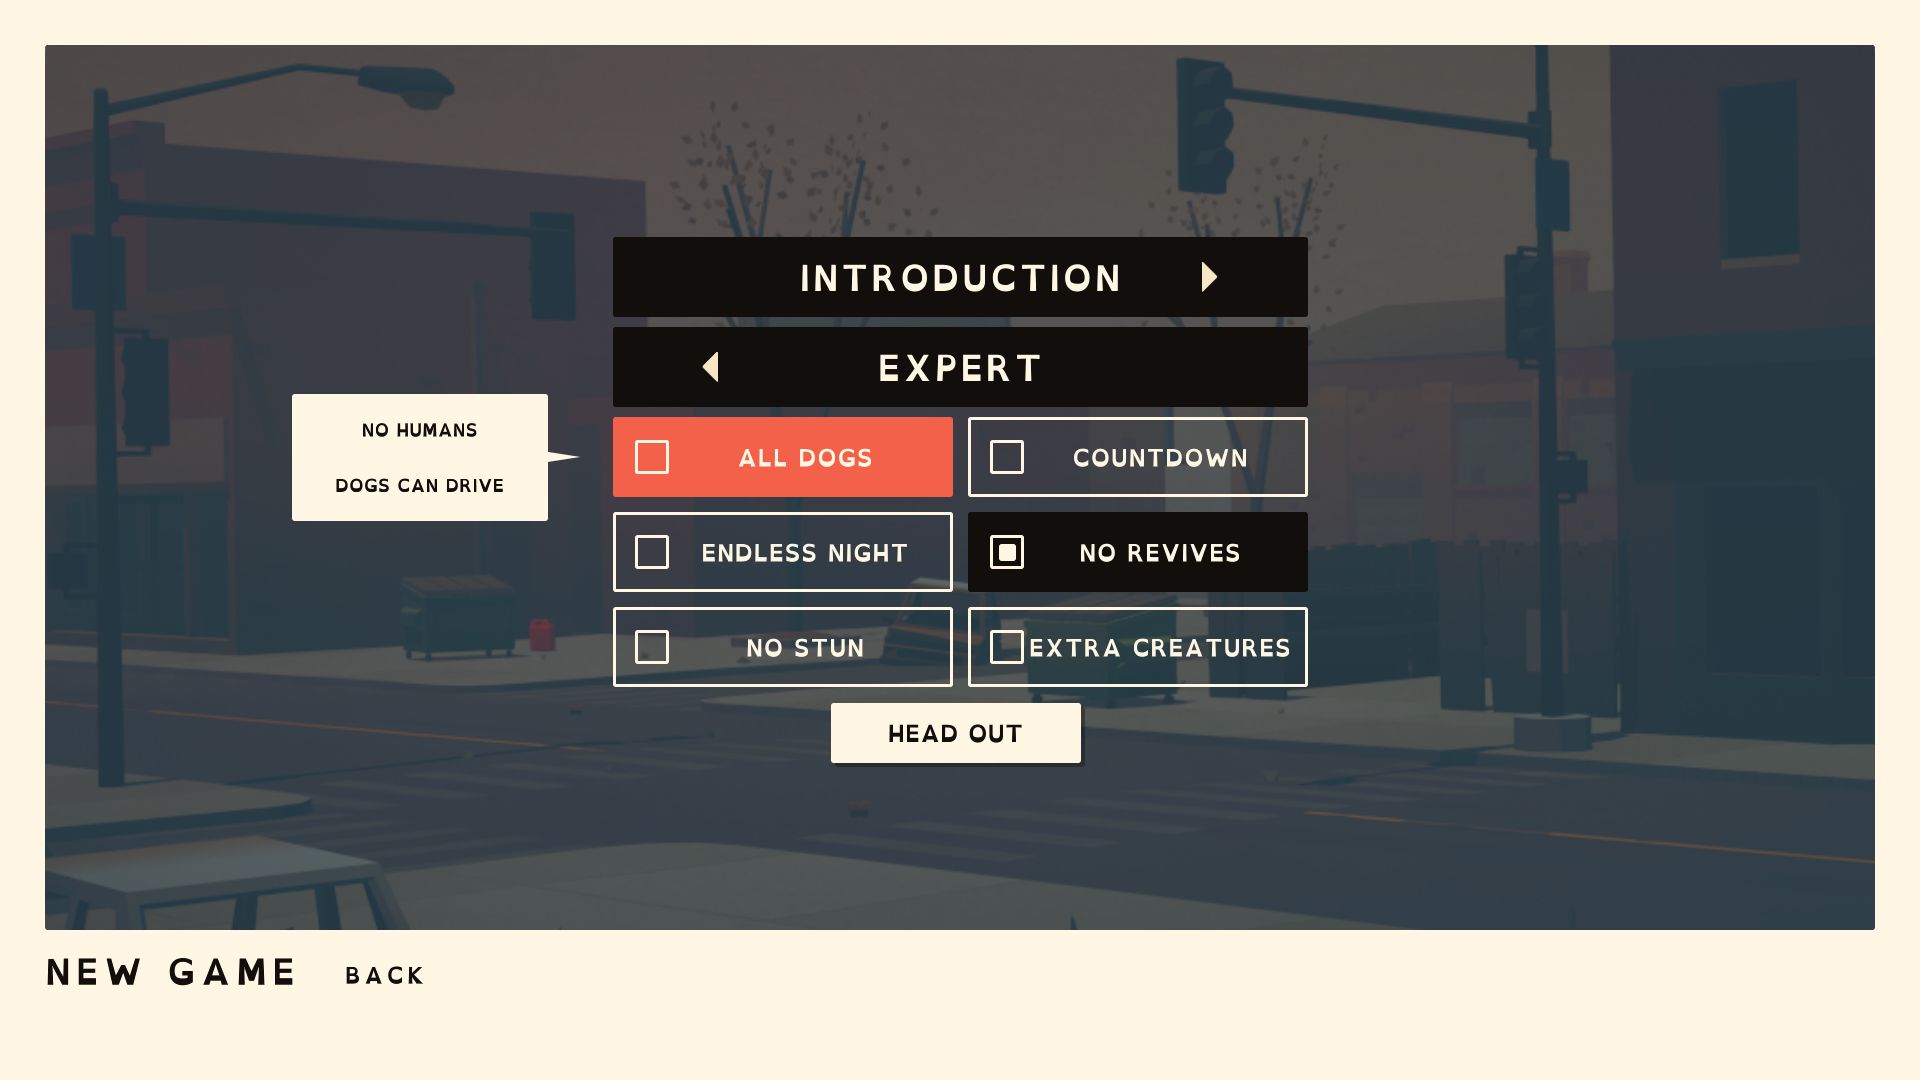 INTRODUCTION
EXPERT
NO HUMANS
DOGS CAN DRIVE
ALL DOGS
COUNTDOWN
ENDLESS NIGHT
NO REVIVES
NO STUN
EXTRA CREATURES
HEAD OUT
NEW GAME
BACK